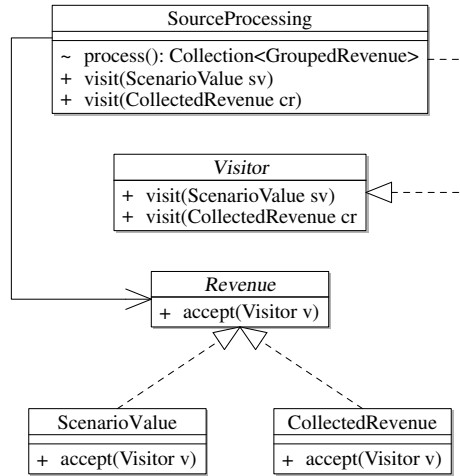 SourceProcessing
~ process(): Collection<GroupedRevenue>
+ visit(ScenarioValue sv)
+ visit(CollectedRevenue cr)
Visitor
+ visit(ScenarioValue sv)
+ visit(CollectedRevenue cr
Revenue
+ accept(Visitor v)
ScenarioValue
+ accept(Visitor v)
CollectedRevenue
+ accept(Visitor v)